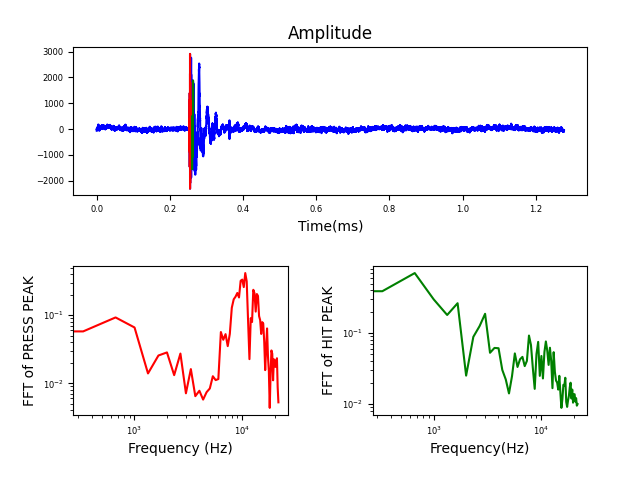 Amplitude
3000
2000
1000
0
−1000
−2000
0.0 0.2 0.4 0.6 0.8 1.0 1.2
Time(ms)
FFT of PRESS PEAK
10⁻¹
10⁻²
10³ 10⁴
Frequency (Hz)
FFT of HIT PEAK
10⁻¹
10⁻²
10³ 10⁴
Frequency(Hz)